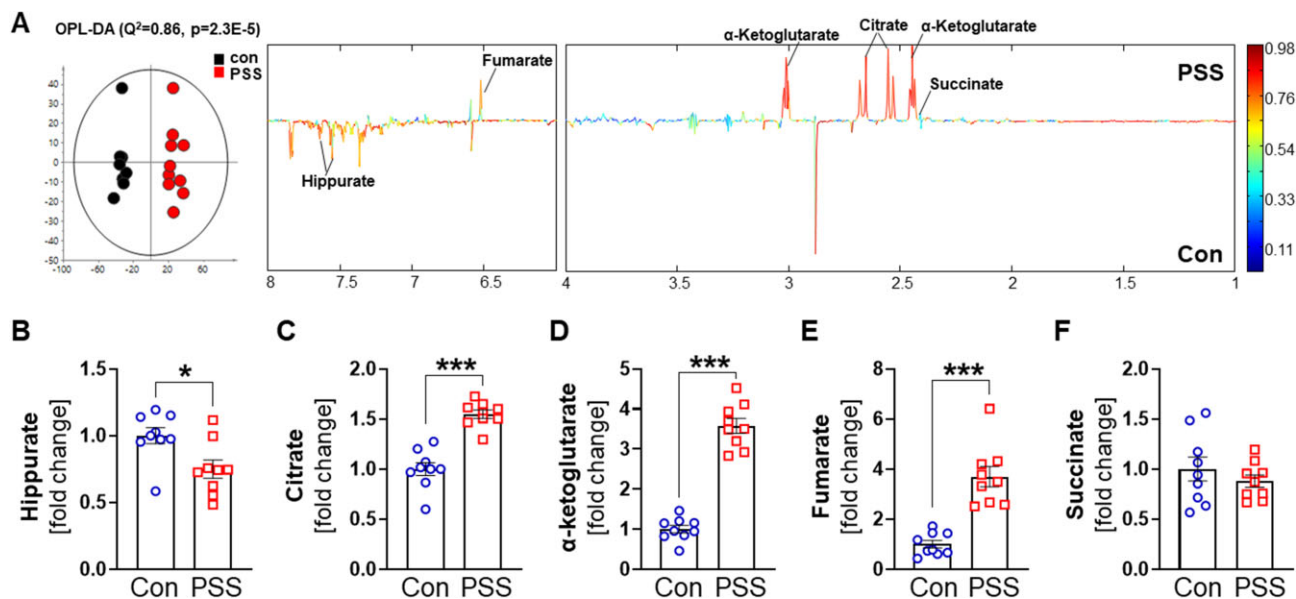 A
OPL-DA (Q²=0.86, p=2.3E-5)
con
PSS
40
30
20
10
0
-10
-20
-30
-40
-50
-100 -60 -20 20 60
Fumarate
Hippurate
8 7.5 7 6.5
α-Ketoglutarate
Citrate
α-Ketoglutarate
Succinate
PSS
Con
4 3.5 3 2.5 2 1.5 1
0.98
0.76
0.54
0.33
0.11
B
Hippurate
[fold change]
1.5
1.0
0.5
0.0
*
Con PSS
C
Citrate
[fold change]
2.0
1.5
1.0
0.5
0.0
***
Con PSS
D
α-ketoglutarate
[fold change]
5
4
3
2
1
0
***
Con PSS
E
Fumarate
[fold change]
8
6
4
2
0
***
Con PSS
F
Succinate
[fold change]
2.0
1.5
1.0
0.5
0.0
Con PSS